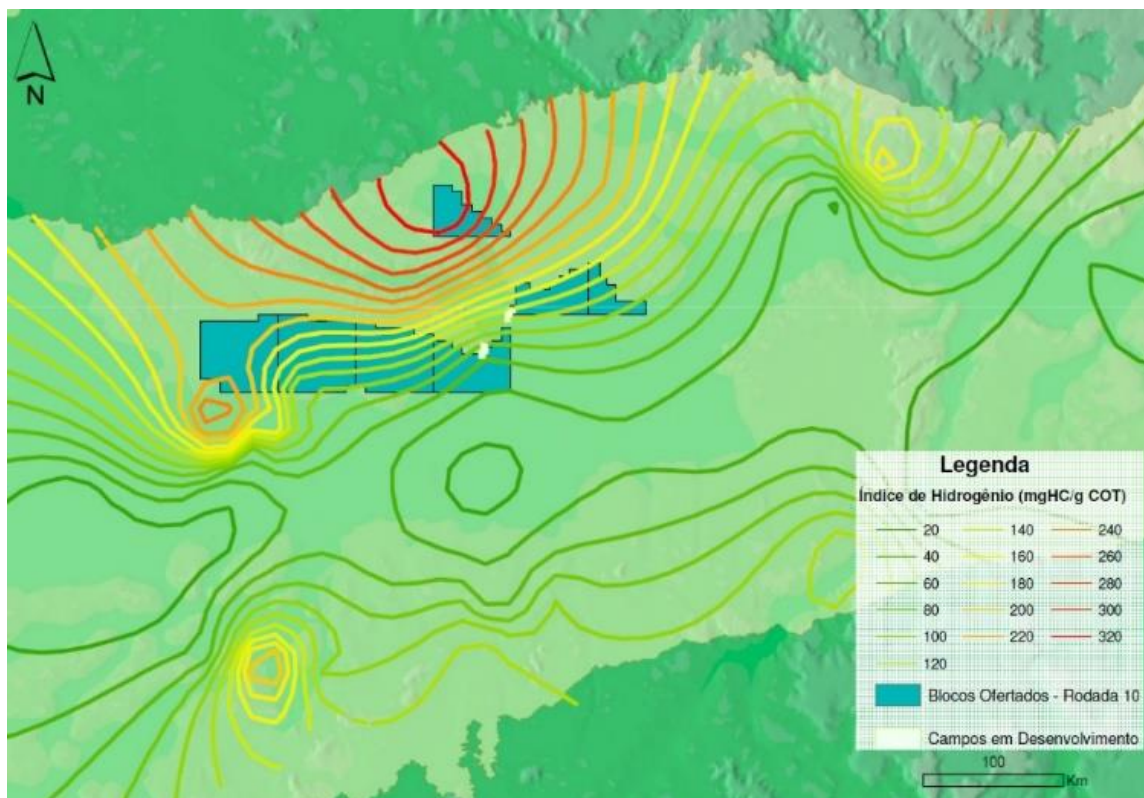 N
Legenda
Índice de Hidrogênio (mgHC/g COT)
20 140 240
40 160 260
60 180 280
80 200 300
100 220 320
120
Blocos Ofertados - Rodada 10
Campos em Desenvolvimento
100
Km